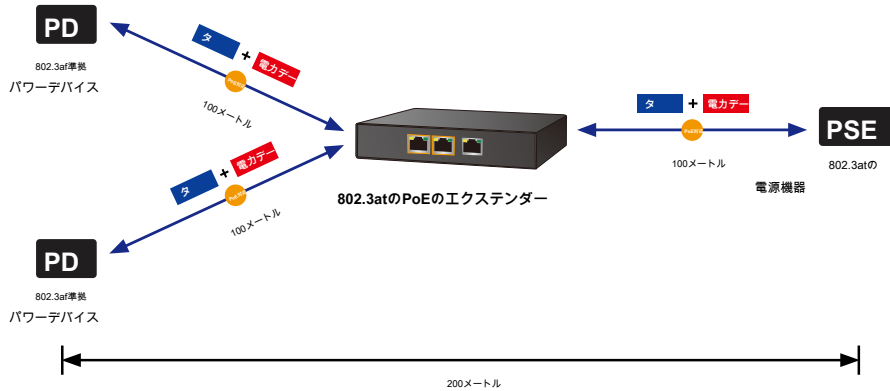 PD
802.3af準拠
パワーデバイス
タ + 電力デー
100メートル
タ + 電力デー
100メートル
PD
802.3af準拠
パワーデバイス
802.3atのPoEのエクステンダー
タ + 電力デー
100メートル
PSE
802.3atの
電源機器
200メートル